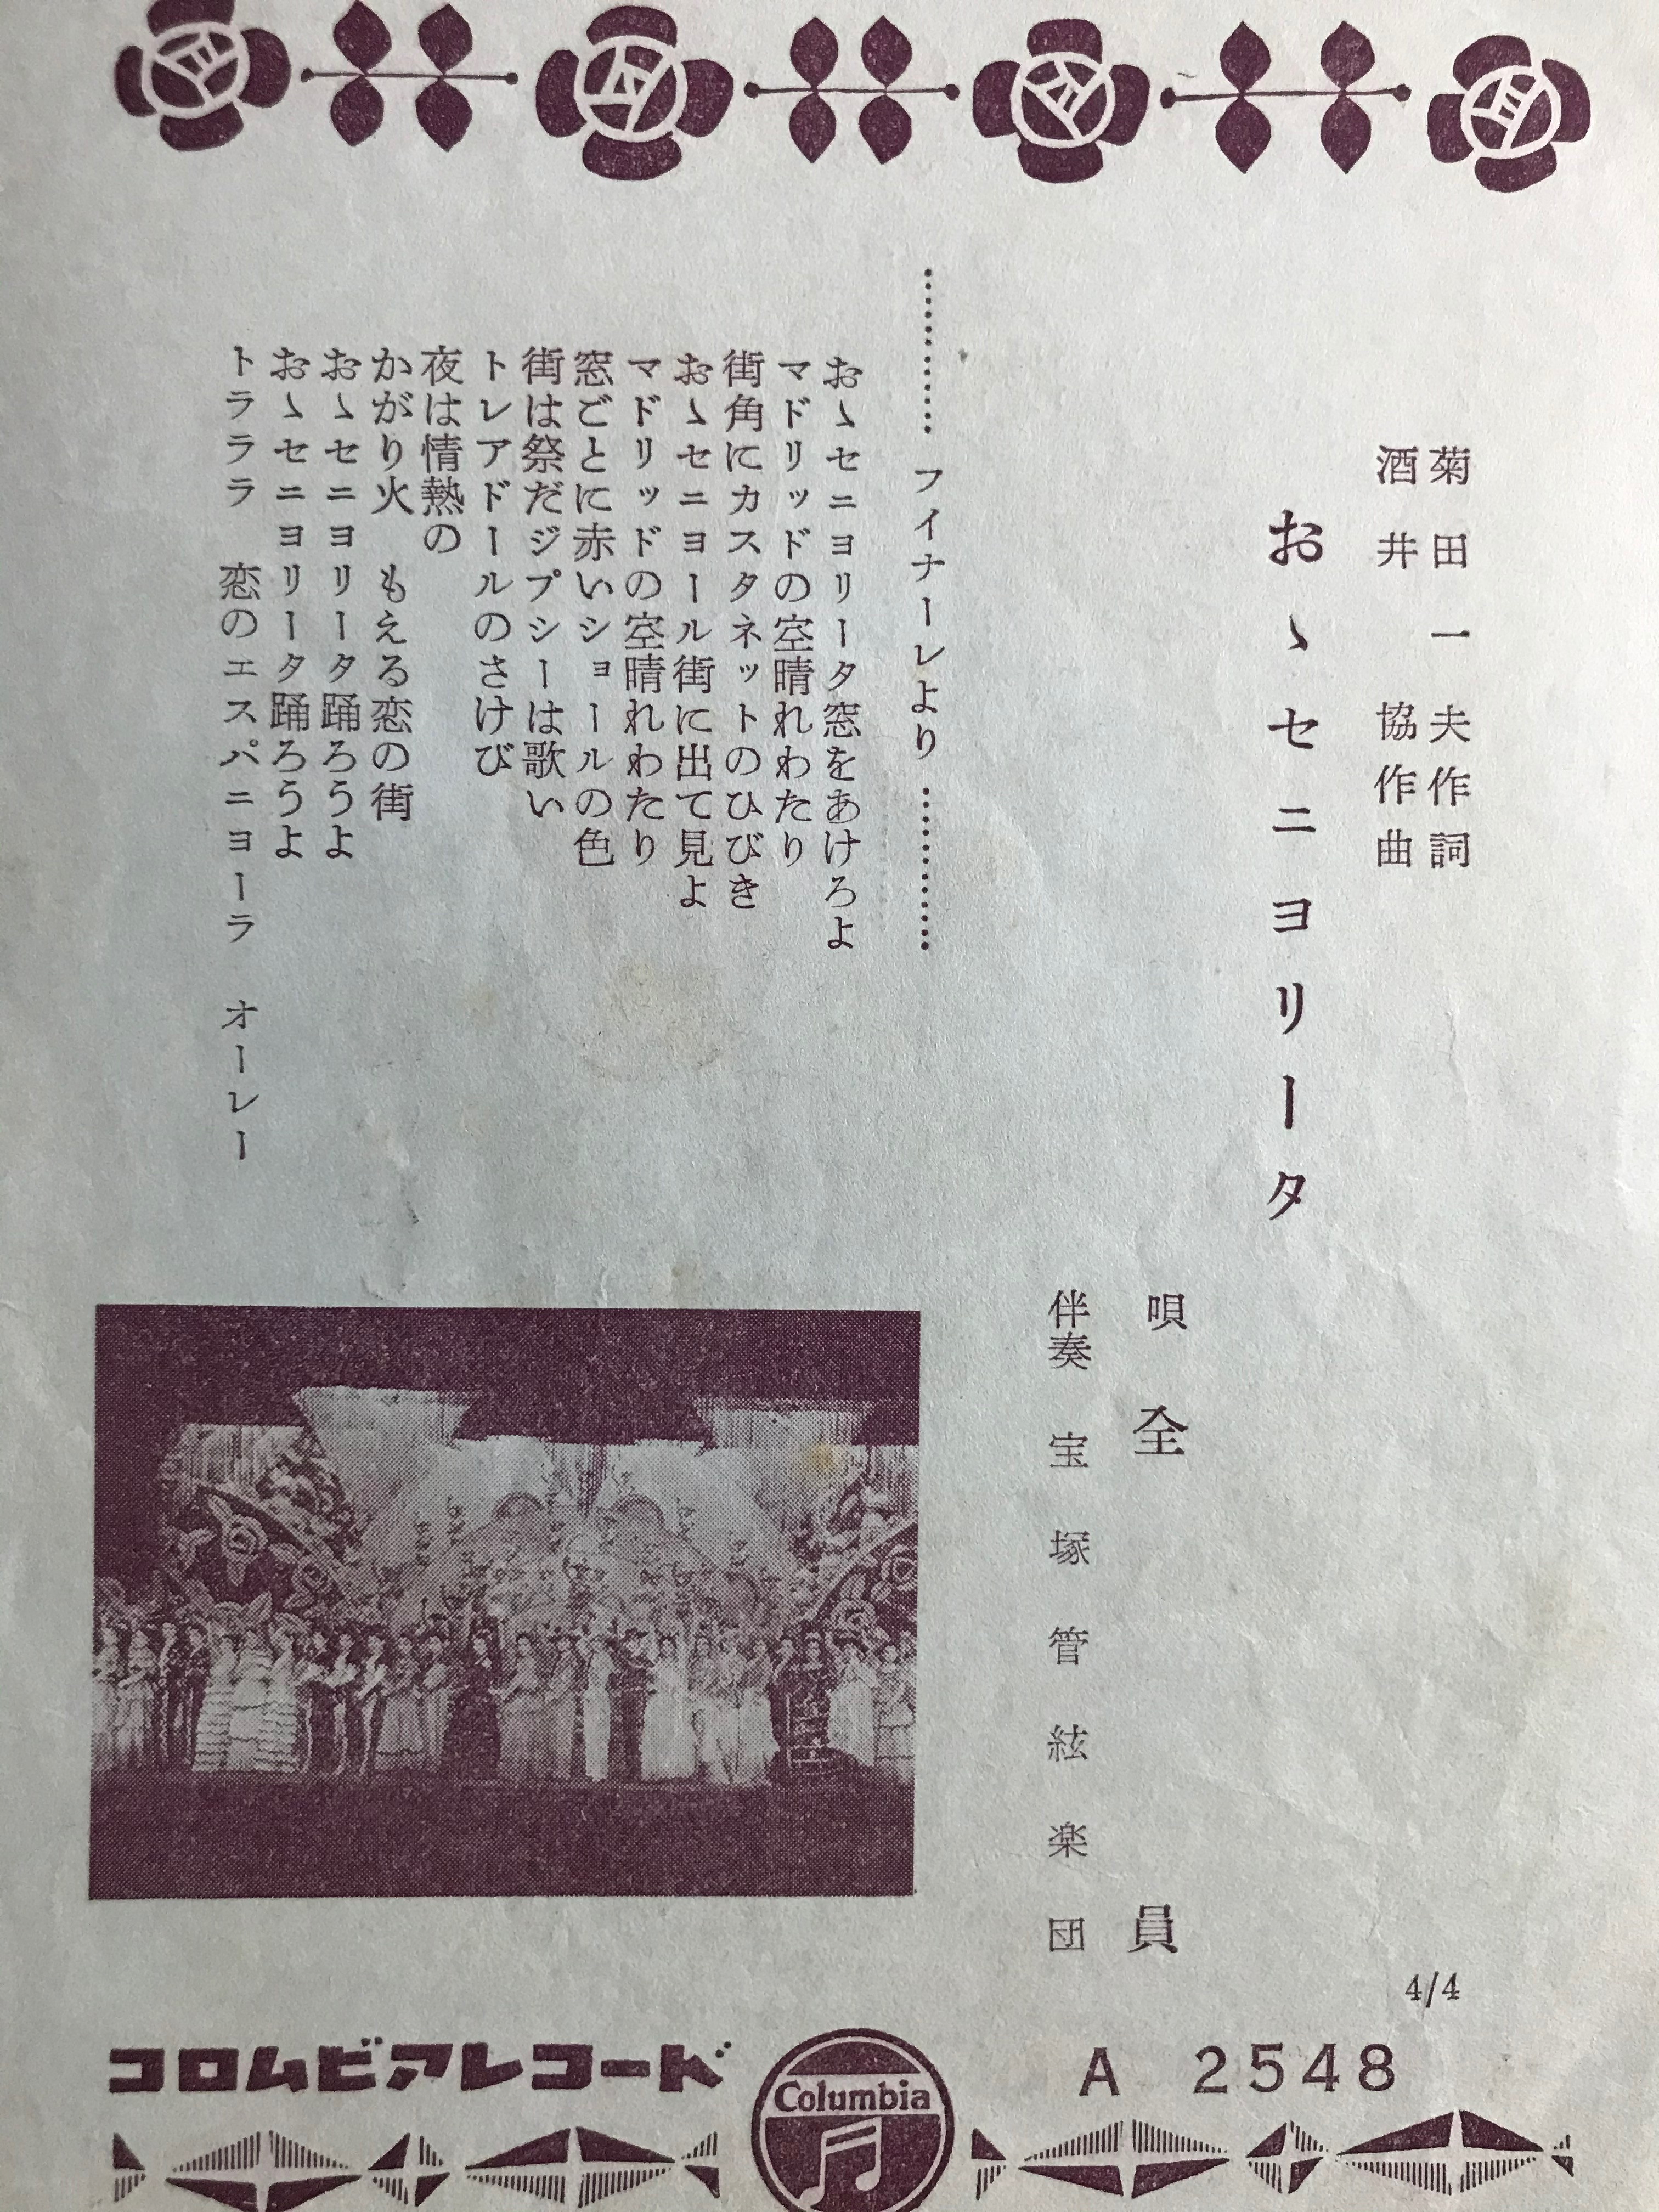 菊田一夫作詞
酒井協作曲
おゝセニヨリータ
唄 全員
伴奏 宝塚管絃楽団
………… フイナーレより …………
おゝセニヨリータ窓をあけろよ
マドリッドの空晴れわたり
街角にカスタネットのひびき
おゝセニヨール街に出て見よ
マドリッドの空晴れわたり
窓ごとに赤いショールの色
街は祭だジプシーは歌い
トレアドールのさけび
夜は情熱の
かがり火 もえる恋の街
おゝセニヨリータ踊ろうよ
おゝセニヨリータ踊ろうよ
トラララ 恋のエスパニヨーラ オーレー
4/4
コロムビアレコード
Columbia
A 2548